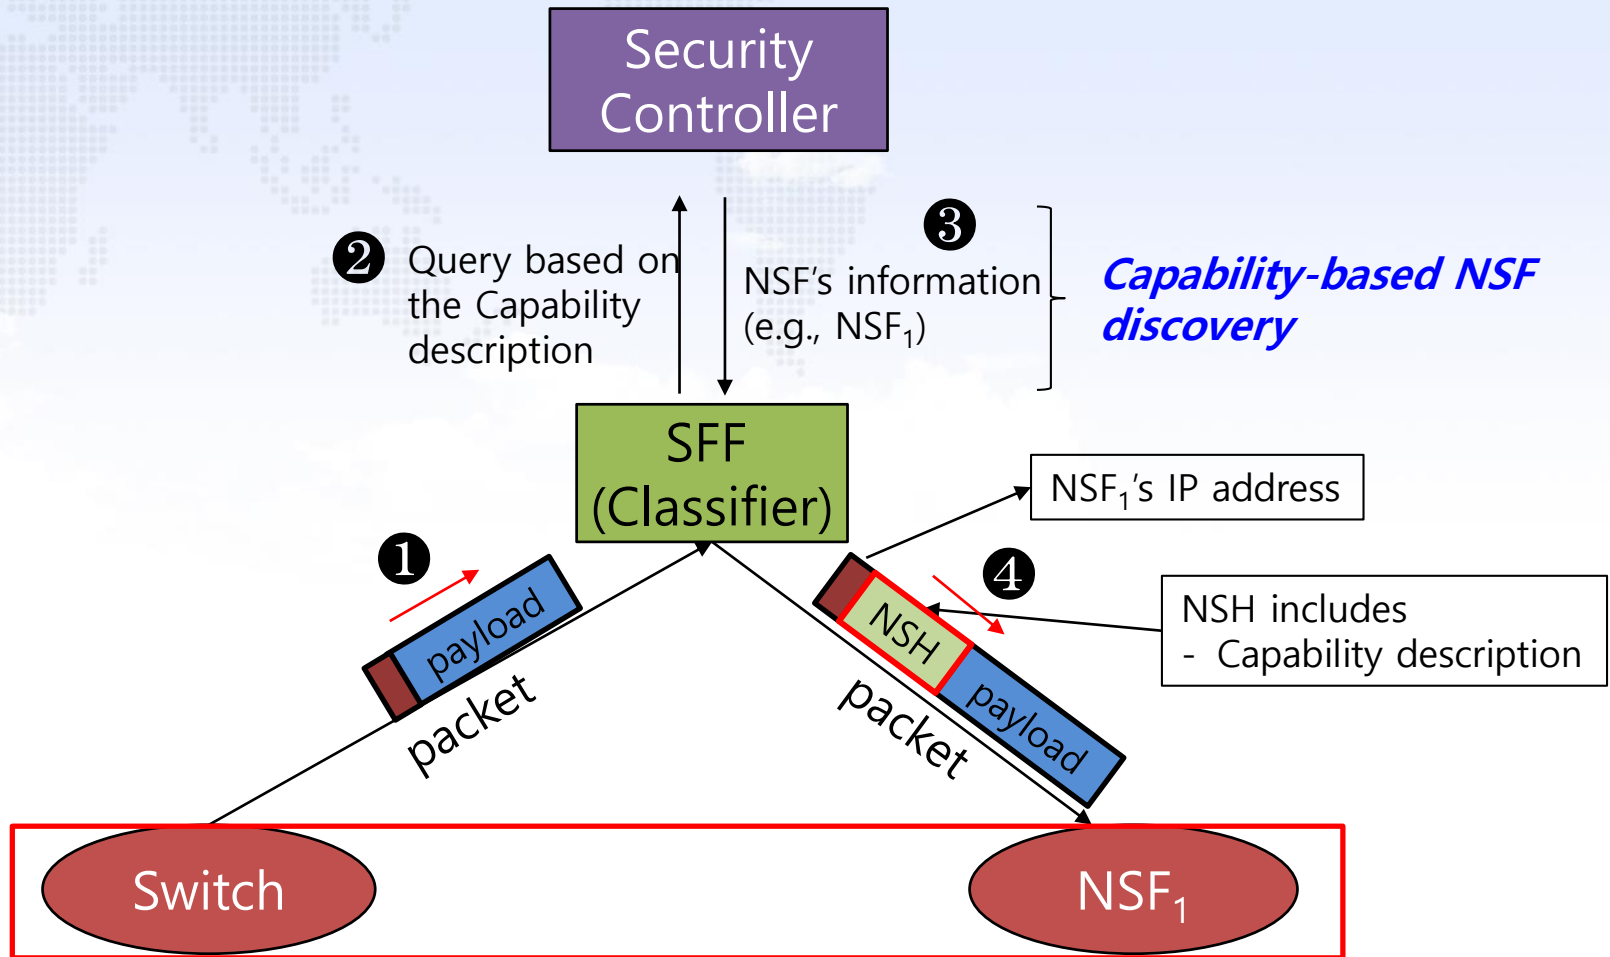 Security
Controller
❷ Query based on
the Capability
description
❸
NSF’s information
(e.g., NSF₁)
Capability-based NSF
discovery
SFF
(Classifier)
NSF₁’s IP address
❶
payload
packet
❹
NSH
payload
packet
NSH includes
- Capability description
Switch
NSF₁